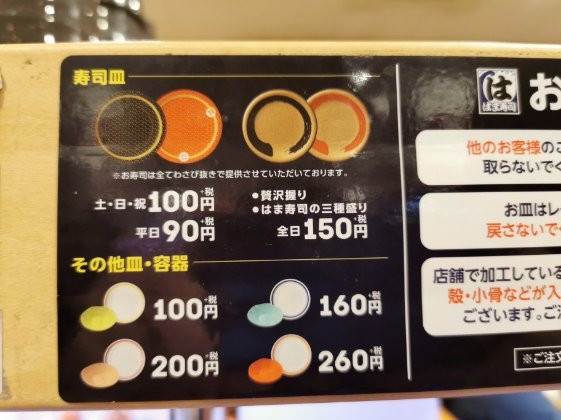 寿司皿
※お寿司は全てわさび抜きで提供させていただいております。
土・日・祝100円+税
平日90円+税
・贅沢握り
・はま寿司の三種盛り
全日150円+税
その他皿・容器
100円+税
160円+税
200円+税
260円+税
は
はま寿司
お
他のお客様のご
取らないでく
お皿はレ
戻さないで
店舗で加工している
殻・小骨などが入
ございます。ご注
※ご注文